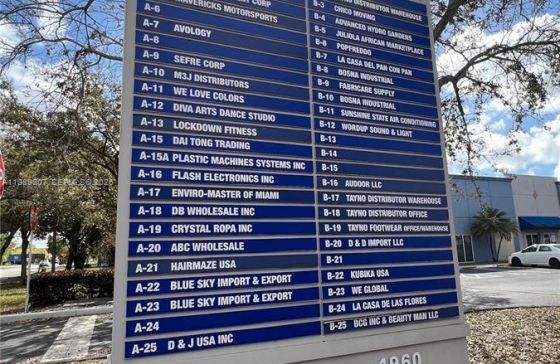 MAVERICKS MOTORSPORTS
A-6
A-7 AVOLOGY
A-8
A-9 SEFRE CORP
A-10 M3J DISTRIBUTORS
A-11 WE LOVE COLORS
A-12 DIVA ARTS DANCE STUDIO
A-13 LOCKDOWN FITNESS
A-15 DAI TONG TRADING
A-15A PLASTIC MACHINES SYSTEMS INC
A-16 FLASH ELECTRONICS INC
A-17 ENVIRO-MASTER OF MIAMI
A-18 DB WHOLESALE INC
A-19 CRYSTAL ROPA INC
A-20 ABC WHOLESALE
A-21 HAIRMAZE USA
A-22 BLUE SKY IMPORT & EXPORT
A-23 BLUE SKY IMPORT & EXPORT
A-24
A-25 D & J USA INC
DISTRIBUTOR WAREHOUSE
B-3 CHICO MOVING
B-4 ADVANCED HYDRO GARDENS
B-5 JULIOLA AFRICAN MARKETPLACE
B-6 POPFREDDO
B-7 LA CASA DEL PAN CON PAN
B-8 BOSNA INDUSTRIAL
B-9 FABRICARE SUPPLY
B-10 BOSNA INDUSTRIAL
B-11 SUNSHINE STATE AIR CONDITIONING
B-12 WORDUP SOUND & LIGHT
B-13
B-14
B-15
B-16 AUDOOR LLC
B-17 TAYNO DISTRIBUTOR WAREHOUSE
B-18 TAYNO DISTRIBUTOR OFFICE
B-19 TAYNO FOOTWEAR OFFICE/WAREHOUSE
B-20 D & D IMPORT LLC
B-21
B-22 KUBIKA USA
B-23 WE GLOBAL
B-24 LA CASA DE LAS FLORES
B-25 BCG INC & BEAUTY MALL
4960